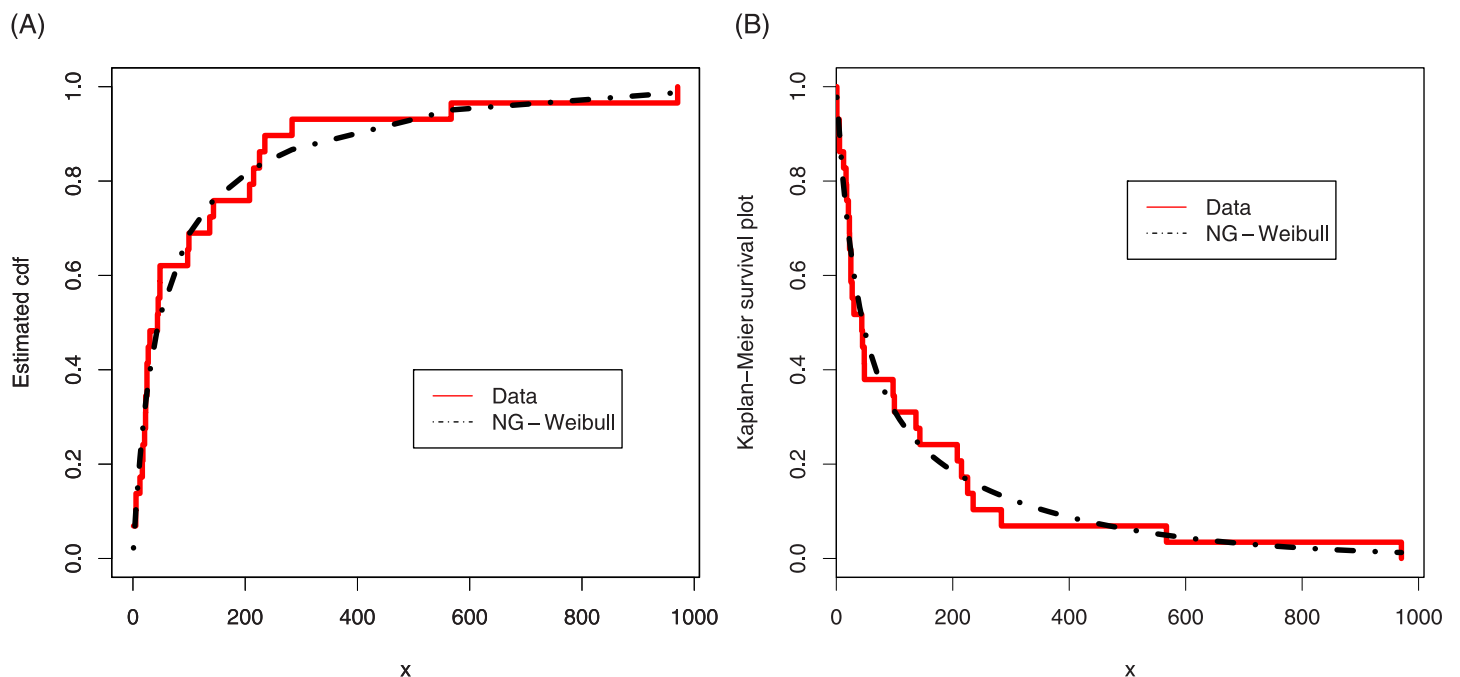 (A)
Estimated cdf
1.0
0.8
0.6
0.4
0.2
0.0
Data
NG−Weibull
0 200 400 600 800 1000
x
(B)
Kaplan−Meier survival plot
1.0
0.8
0.6
0.4
0.2
0.0
Data
NG−Weibull
0 200 400 600 800 1000
x